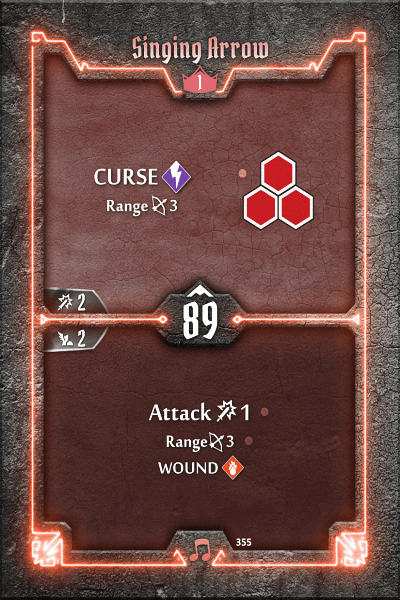 Singing Arrow
1
CURSE
Range 3
2
89
2
Attack 1
Range 3
WOUND
355